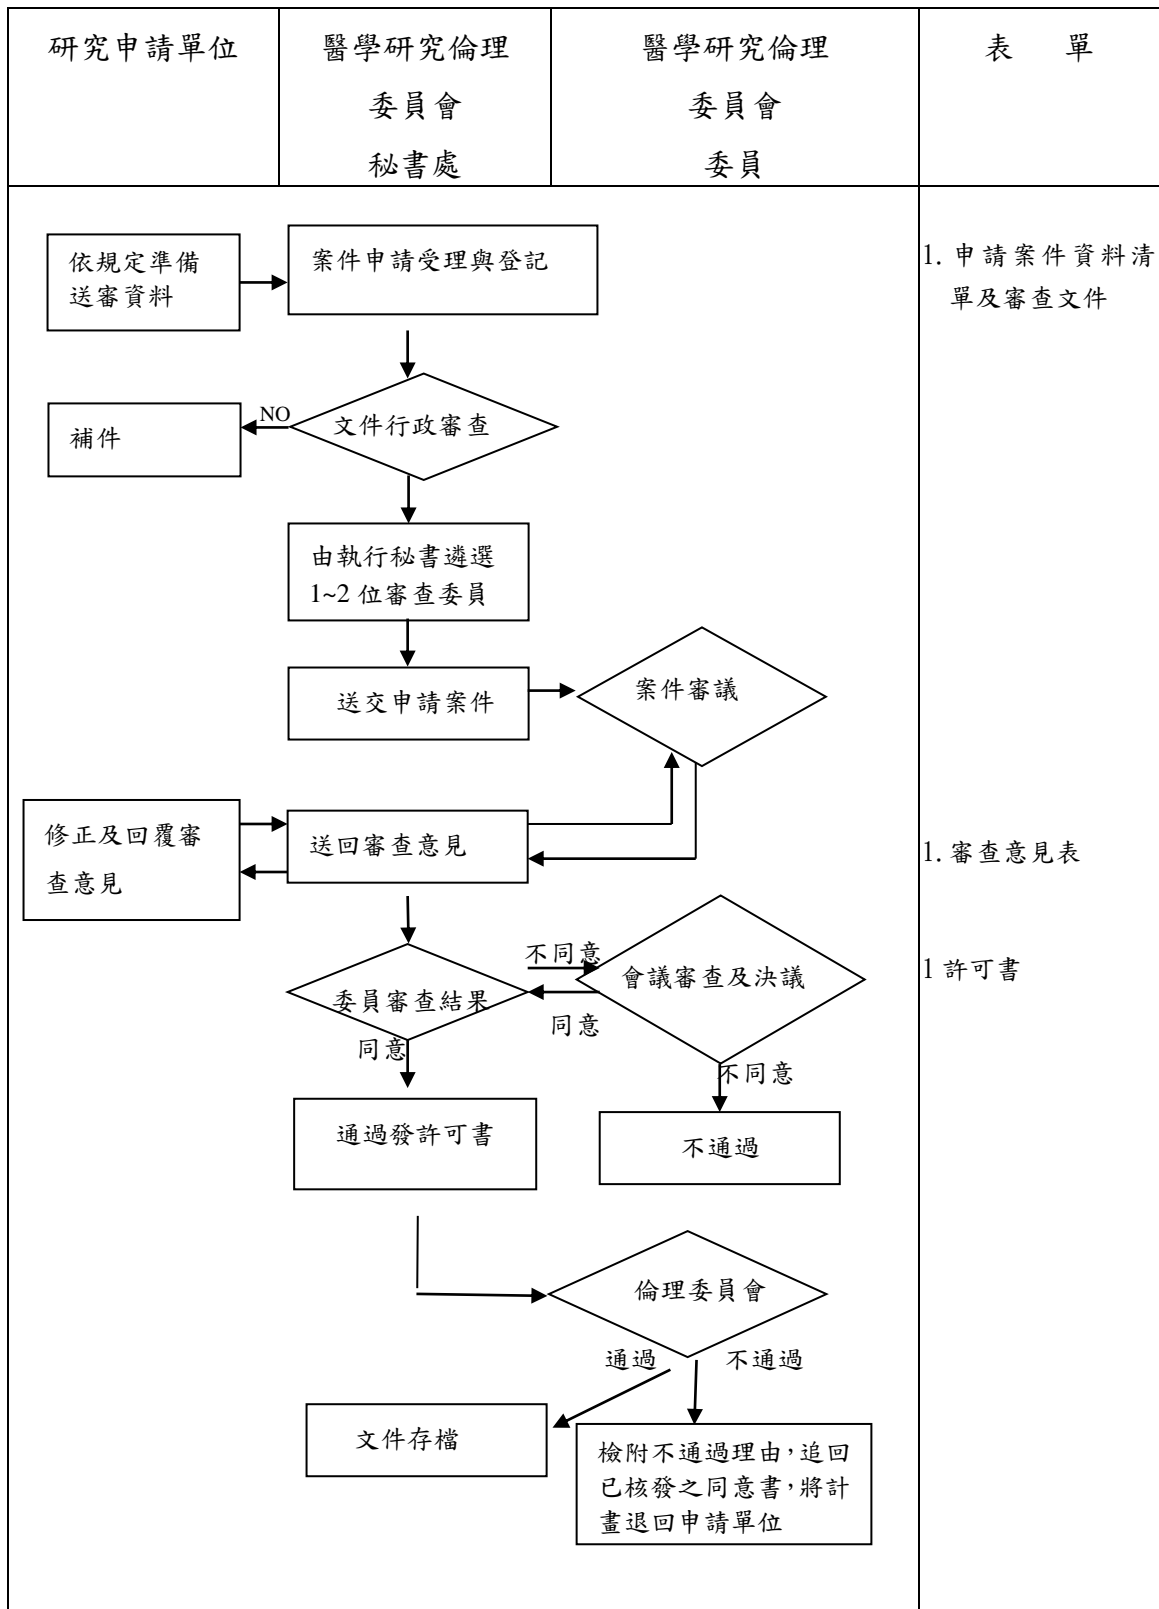 研究申請單位
醫學研究倫理
委員會
秘書處
醫學研究倫理
委員會
委員
表 單
依規定準備
送審資料
案件申請受理與登記
1. 申請案件資料清
單及審查文件
補件
NO
文件行政審查
由執行秘書遴選
1~2 位審查委員
送交申請案件
案件審議
修正及回覆審
查意見
送回審查意見
1. 審查意見表
委員審查結果
不同意
同意
會議審查及決議
1 許可書
同意
不同意
通過發許可書
不通過
倫理委員會
通過
不通過
文件存檔
檢附不通過理由，追回
已核發之同意書，將計
畫退回申請單位